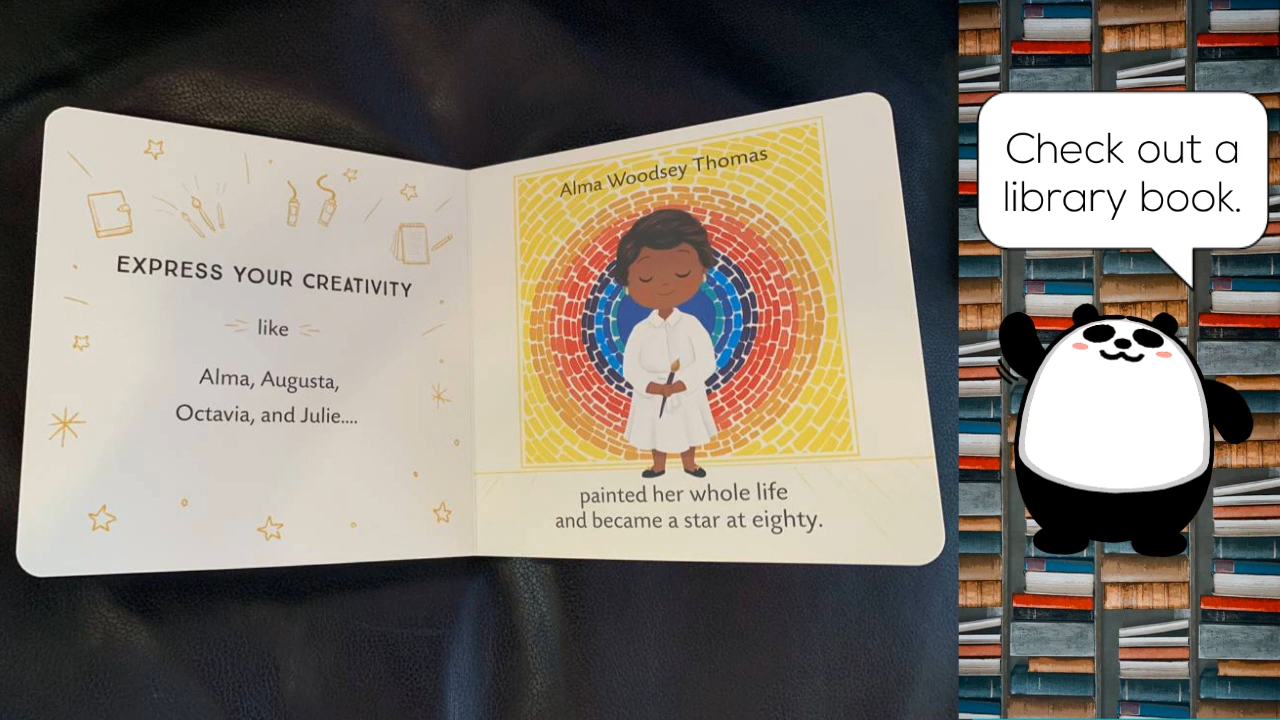 EXPRESS YOUR CREATIVITY
like
Alma, Augusta,
Octavia, and Julie....
Alma Woodsey Thomas
painted her whole life
and became a star at eighty.
Check out a
library book.